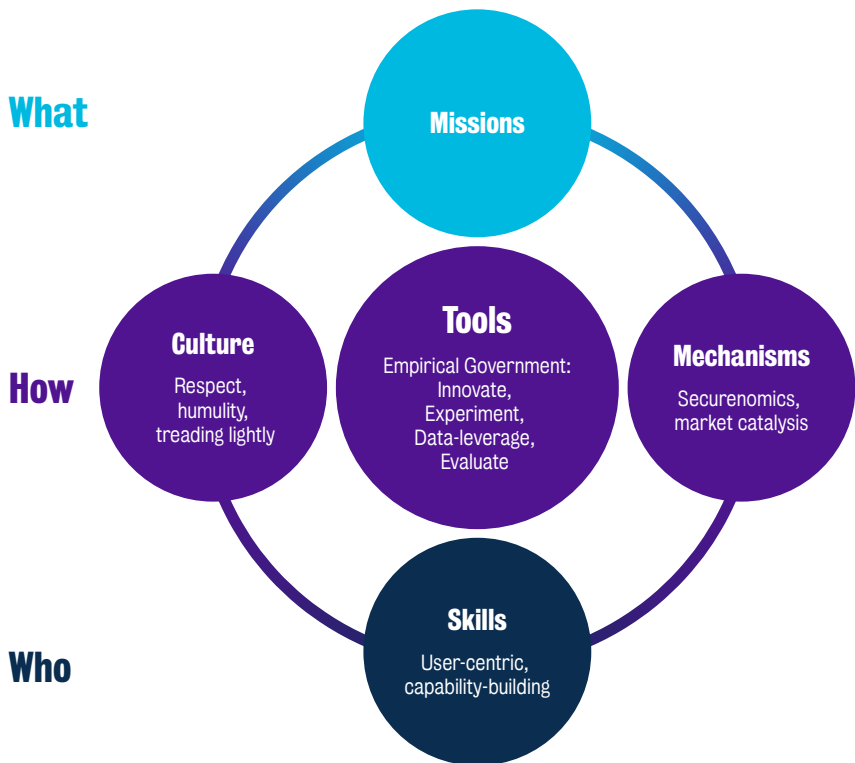 What
Missions
How
Culture
Respect,
humulity,
treading lightly
Tools
Empirical Government:
Innovate,
Experiment,
Data-leverage,
Evaluate
Mechanisms
Securenomics,
market catalysis
Who
Skills
User-centric,
capability-building